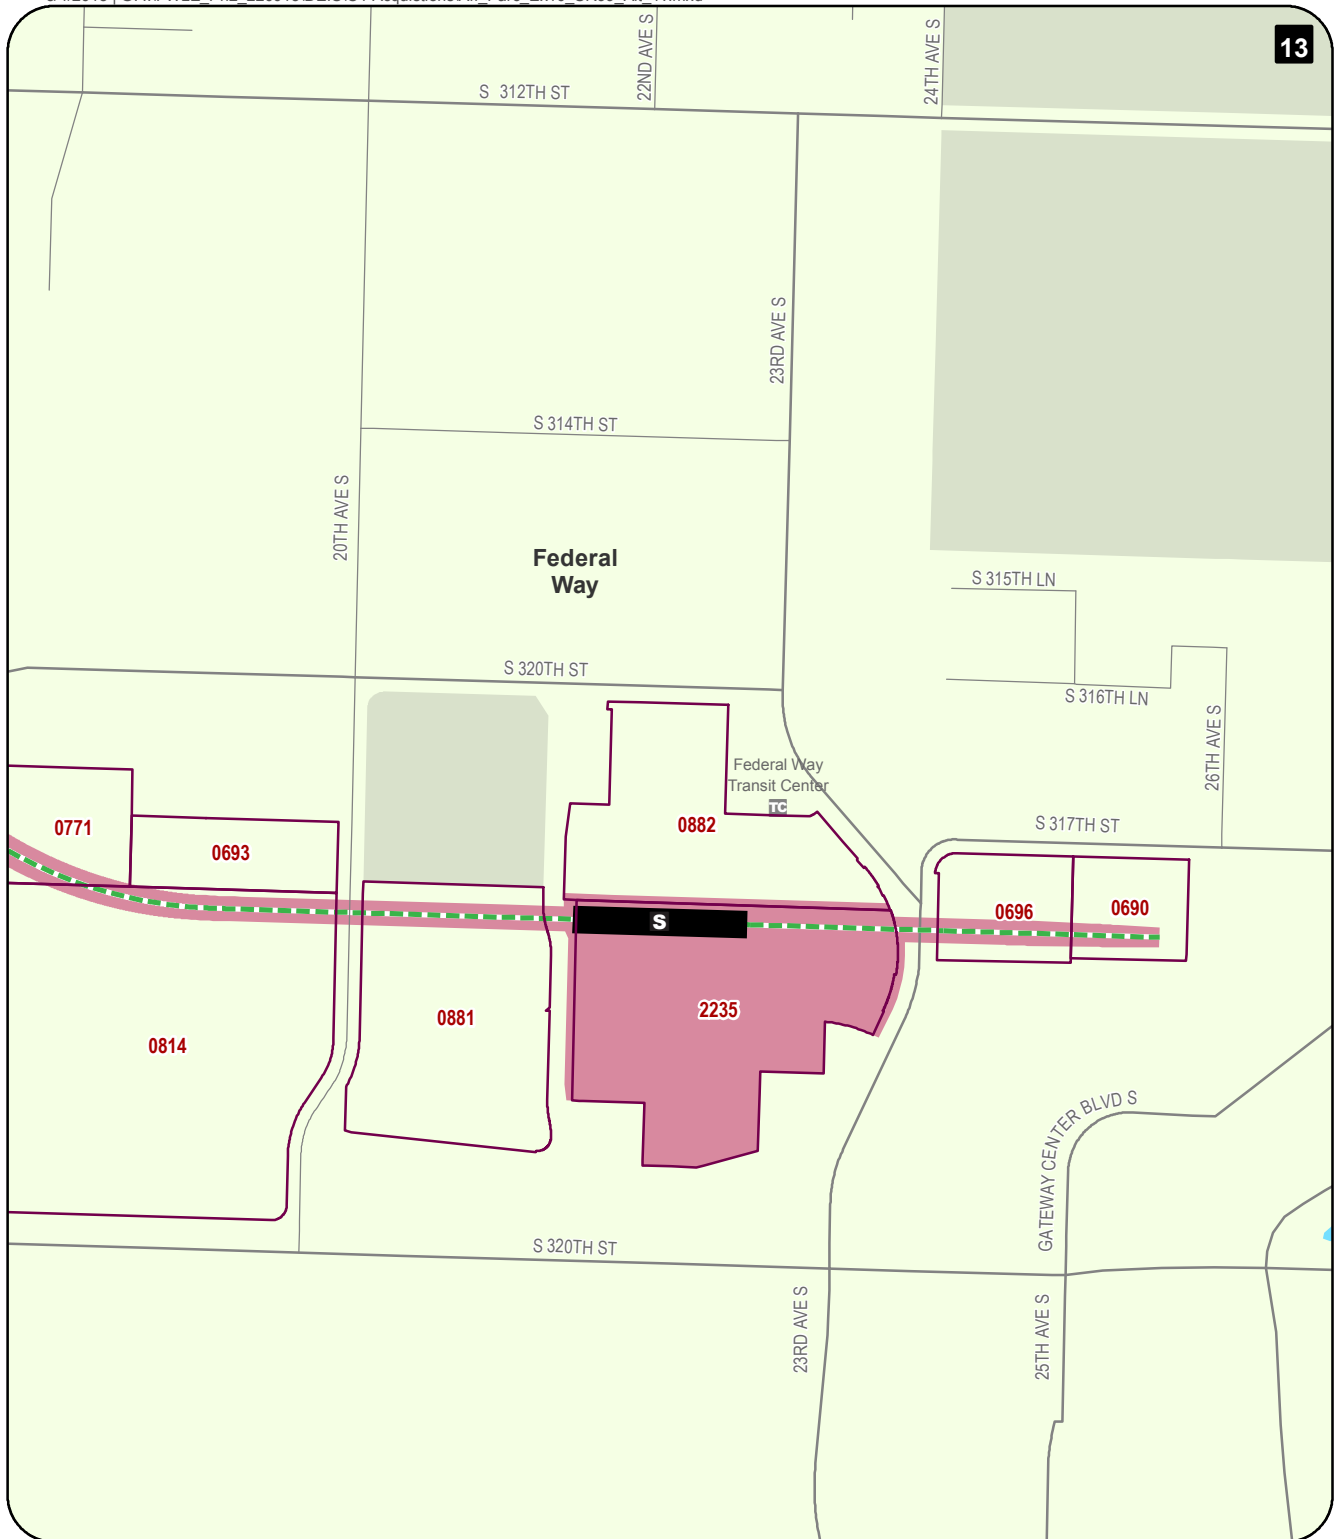 13
22ND AVE S
24TH AVE S
S 312TH ST
23RD AVE S
S 314TH ST
20TH AVE S
Federal
Way
S 315TH LN
S 316TH LN
S 320TH ST
26TH AVE S
Federal Way
Transit Center
TC
S 317TH ST
0771
0693
0882
0696
0690
S
2235
0881
0814
GATEWAY CENTER BLVD S
S 320TH ST
23RD AVE S
25TH AVE S